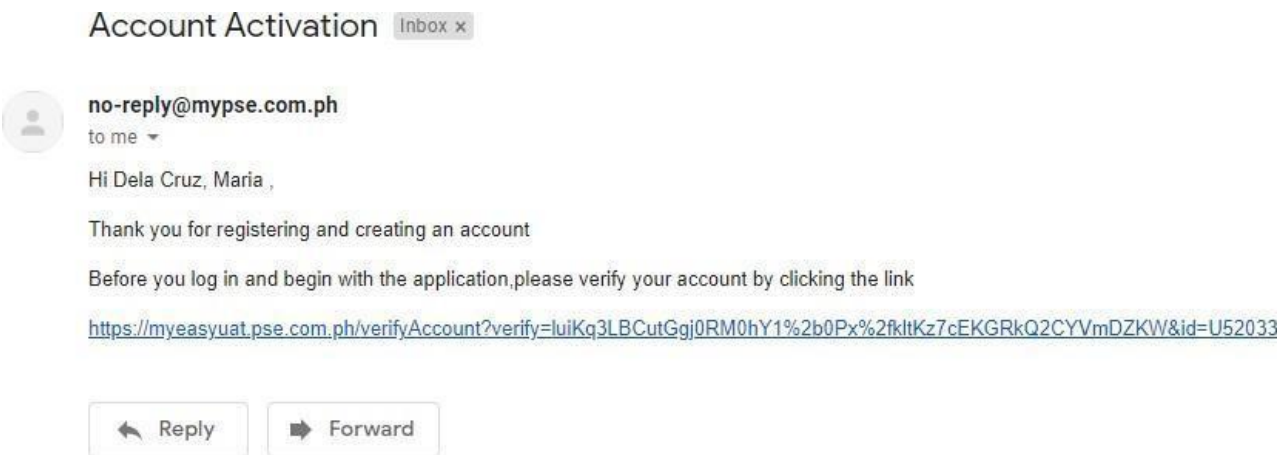 Account Activation Inbox x
no-reply@mypse.com.ph
to me
Hi Dela Cruz, Maria ,
Thank you for registering and creating an account
Before you log in and begin with the application,please verify your account by clicking the link
https://myeasyuat.pse.com.ph/verifyAccount?verify=luiKq3LBCutGgj0RM0hY1%2b0Px%2fkltKz7cEKGRkQ2CYVmDZKW&id=U52033
Reply Forward